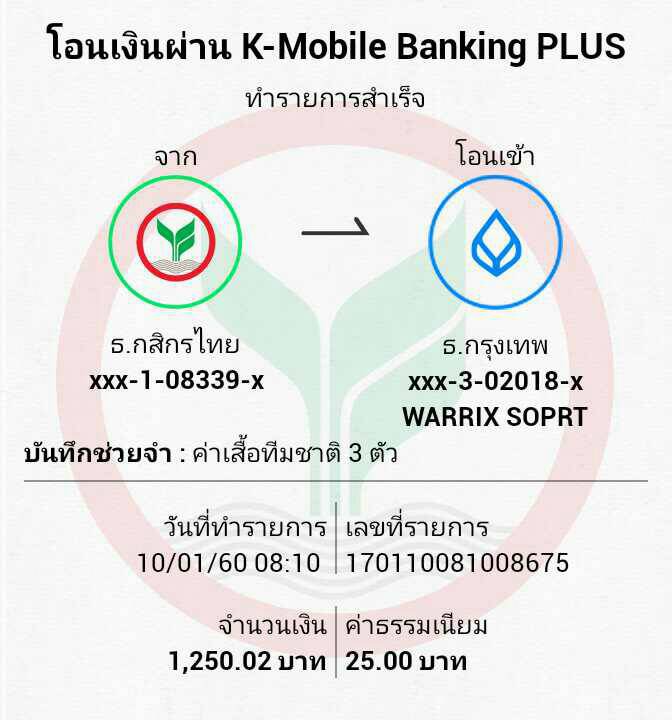 โอนเงินผ่าน K-Mobile Banking PLUS
ทำรายการสำเร็จ
จาก
โอนเข้า
ธ.กสิกรไทย
xxx-1-08339-x
ธ.กรุงเทพ
xxx-3-02018-x
WARRIX SOPRT
บันทึกช่วยจำ : ค่าเสื้อทีมชาติ 3 ตัว
วันที่ทำรายการ
10/01/60 08:10
เลขที่รายการ
170110081008675
จำนวนเงิน
1,250.02 บาท
ค่าธรรมเนียม
25.00 บาท